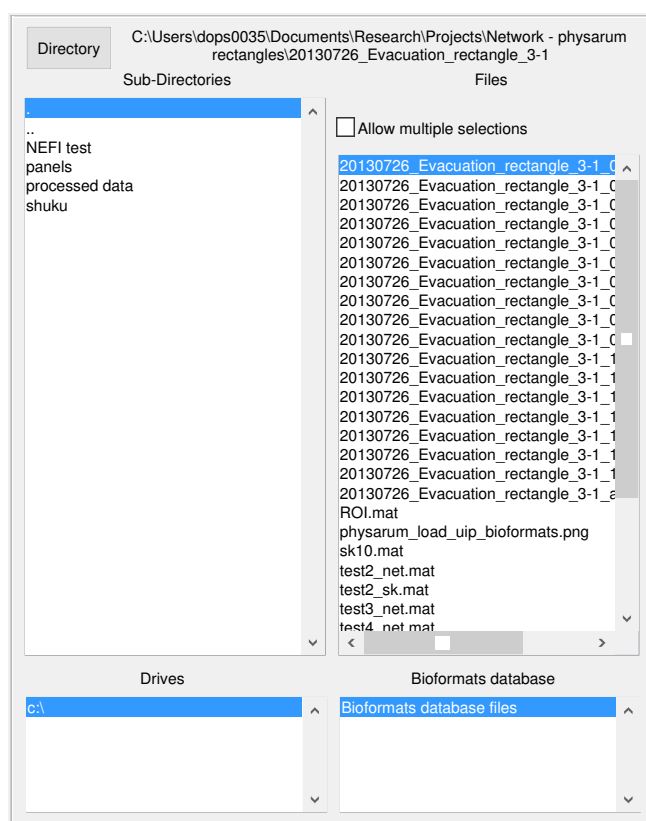 Directory
C:\Users\dops0035\Documents\Research\Projects\Network - physarum
rectangles\20130726_Evacuation_rectangle_3-1
Sub-Directories
.
..
NEFI test
panels
processed data
shuku
Files
Allow multiple selections
20130726_Evacuation_rectangle_3-1_0
20130726_Evacuation_rectangle_3-1_0
20130726_Evacuation_rectangle_3-1_0
20130726_Evacuation_rectangle_3-1_0
20130726_Evacuation_rectangle_3-1_0
20130726_Evacuation_rectangle_3-1_0
20130726_Evacuation_rectangle_3-1_0
20130726_Evacuation_rectangle_3-1_0
20130726_Evacuation_rectangle_3-1_0
20130726_Evacuation_rectangle_3-1_0
20130726_Evacuation_rectangle_3-1_1
20130726_Evacuation_rectangle_3-1_1
20130726_Evacuation_rectangle_3-1_1
20130726_Evacuation_rectangle_3-1_1
20130726_Evacuation_rectangle_3-1_1
20130726_Evacuation_rectangle_3-1_1
20130726_Evacuation_rectangle_3-1_1
20130726_Evacuation_rectangle_3-1_a
ROI.mat
physarum_load_uip_bioformats.png
sk10.mat
test2_net.mat
test2_sk.mat
test3_net.mat
test4_net.mat
Drives
c:\
Bioformats database
Bioformats database files